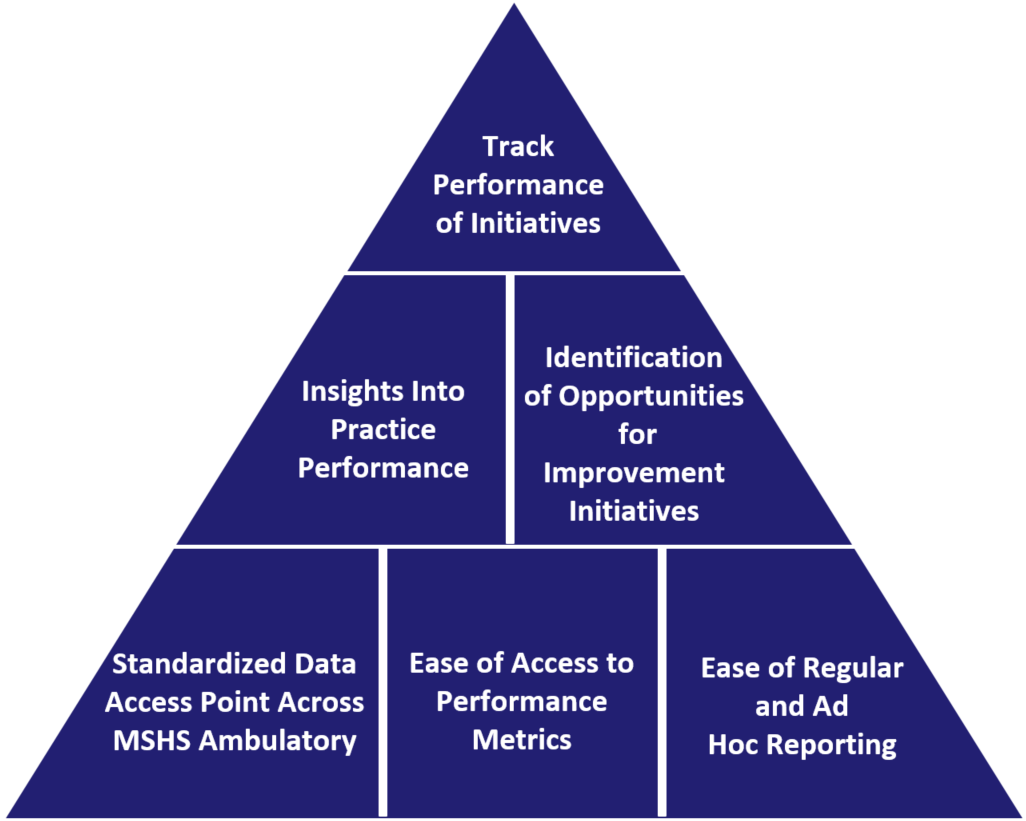 Track
Performance
of Initiatives
Insights Into
Practice
Performance
Identification
of Opportunities
for
Improvement
Initiatives
Standardized Data
Access Point Across
MSHS Ambulatory
Ease of Access to
Performance
Metrics
Ease of Regular
and Ad
Hoc Reporting